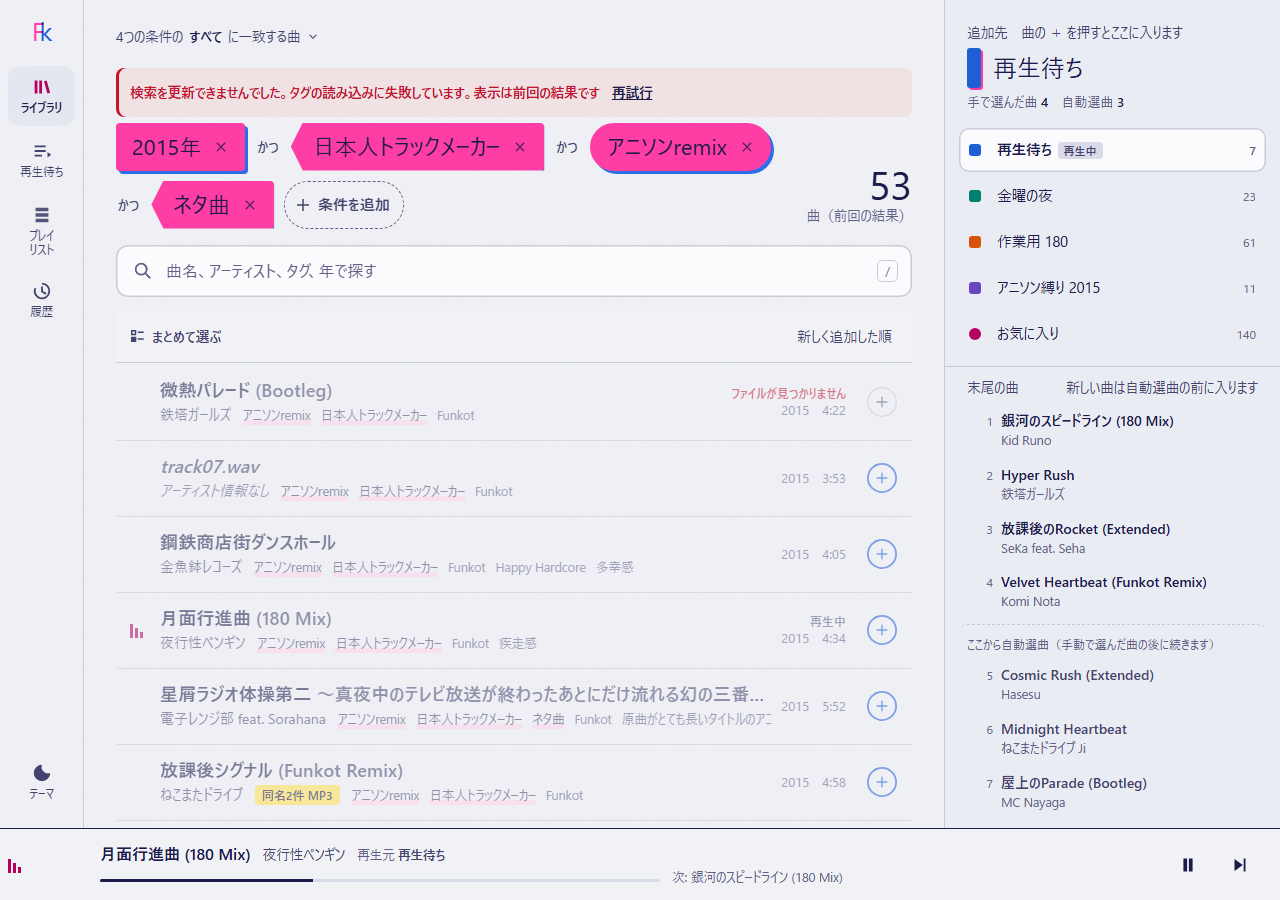 Fk
ライブラリ
再生待ち
プレイ
リスト
履歴
テーマ
4つの条件の すべて に一致する曲
検索を更新できませんでした。タグの読み込みに失敗しています。表示は前回の結果です 再試行
2015年 × かつ 日本人トラックメーカー × かつ アニソンremix ×
かつ ネタ曲 × + 条件を追加
53
曲（前回の結果）
曲名、アーティスト、タグ、年で探す /
まとめて選ぶ 新しく追加した順
微熱パレード (Bootleg)
鉄塔ガールズ アニソンremix 日本人トラックメーカー Funkot
ファイルが見つかりません
2015 4:22
track07.wav
アーティスト情報なし アニソンremix 日本人トラックメーカー Funkot
2015 3:53
鋼鉄商店街ダンスホール
金魚鉢レコーズ アニソンremix 日本人トラックメーカー Funkot Happy Hardcore 多幸感
2015 4:05
月面行進曲 (180 Mix)
夜行性ペンギン アニソンremix 日本人トラックメーカー Funkot 疾走感
再生中
2015 4:34
星屑ラジオ体操第二 〜真夜中のテレビ放送が終わったあとにだけ流れる幻の三番...
電子レンジ部 feat. Sorahana アニソンremix 日本人トラックメーカー ネタ曲 Funkot 原曲がとても長いタイトルのアニ
2015 5:52
放課後シグナル (Funkot Remix)
ねこまたドライブ 同名2件 MP3 アニソンremix 日本人トラックメーカー Funkot
2015 4:58
追加先 曲の + を押すとここに入ります
再生待ち
手で選んだ曲 4 自動選曲 3
再生待ち 再生中 7
金曜の夜 23
作業用 180 61
アニソン縛り 2015 11
お気に入り 140
末尾の曲 新しい曲は自動選曲の前に入ります
1 銀河のスピードライン (180 Mix)
Kid Runo
2 Hyper Rush
鉄塔ガールズ
3 放課後のRocket (Extended)
SeKa feat. Seha
4 Velvet Heartbeat (Funkot Remix)
Komi Nota
ここから自動選曲（手動で選んだ曲の後に続きます）
5 Cosmic Rush (Extended)
Hasesu
6 Midnight Heartbeat
ねこまたドライブ Ji
7 屋上のParade (Bootleg)
MC Nayaga
月面行進曲 (180 Mix) 夜行性ペンギン 再生元 再生待ち
次: 銀河のスピードライン (180 Mix)